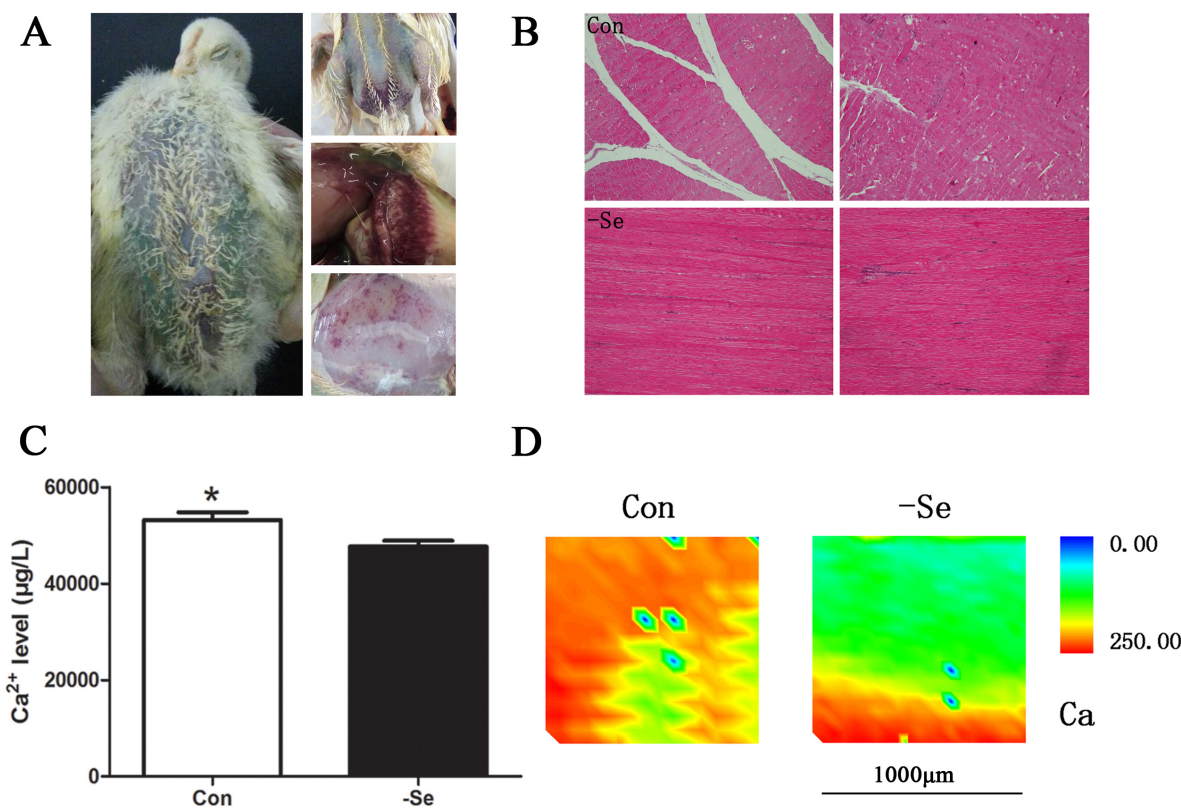 A
B
Con
-Se
C
D
60000
40000
20000
0
Ca2+ level (μg/L)
*
Con
-Se
Con
-Se
0.00
250.00
Ca
1000μm